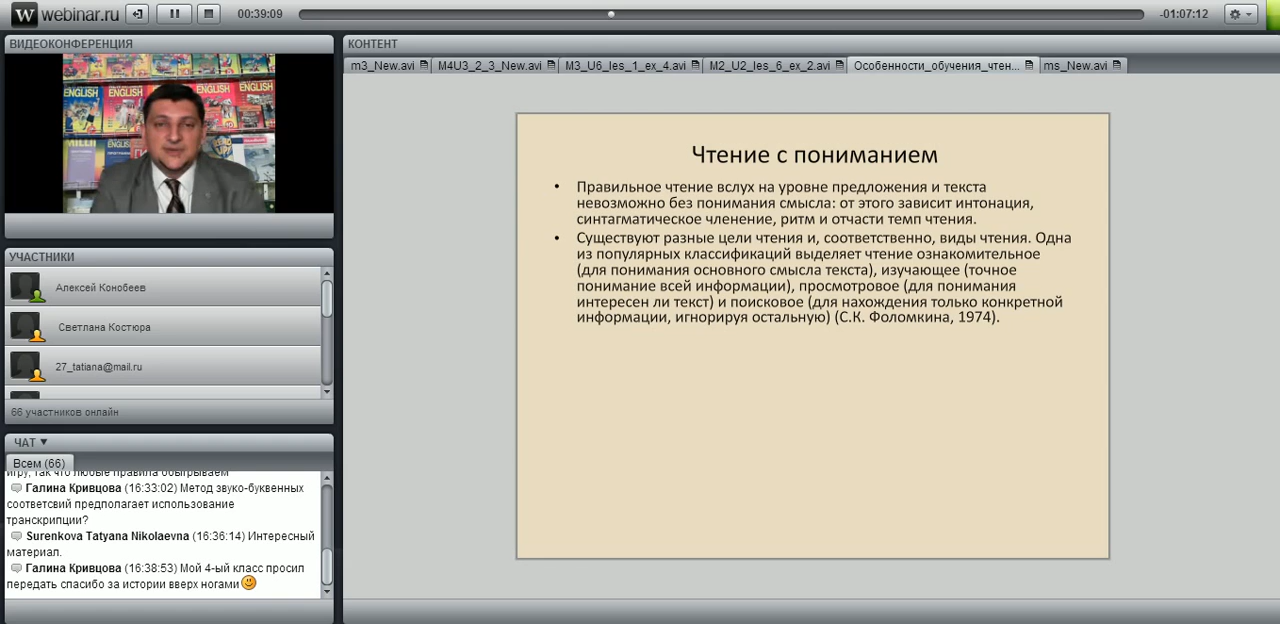 webinar.ru
00:39:09
-01:07:12
ВИДЕОКОНФЕРЕНЦИЯ
ENGLISH
ENGLISH
УЧАСТНИКИ
Алексей Конобеев
Светлана Костюра
27_tatiana@mail.ru
66 участников онлайн
ЧАТ
Всем (66)
игру, так что любые правила обыгрываем
Галина Кривцова (16:33:02) Метод звуко-буквенных
соответсвий предполагает использование
транскрипции?
Surenkova Tatyana Nikolaevna (16:36:14) Интересный
материал.
Галина Кривцова (16:38:53) Мой 4-ый класс просил
передать спасибо за истории вверх ногами
КОНТЕНТ
m3_New.avi
M4U3_2_3_New.avi
M3_U6_les_1_ex_4.avi
M2_U2_les_6_ex_2.avi
Особенности_обучения_чтен...
ms_New.avi
Чтение с пониманием
• Правильное чтение вслух на уровне предложения и текста
невозможно без понимания смысла: от этого зависит интонация,
синтагматическое членение, ритм и отчасти темп чтения.
• Существуют разные цели чтения и, соответственно, виды чтения. Одна
из популярных классификаций выделяет чтение ознакомительное
(для понимания основного смысла текста), изучающее (точное
понимание всей информации), просмотровое (для понимания
интересен ли текст) и поисковое (для нахождения только конкретной
информации, игнорируя остальную) (С.К. Фоломкина, 1974).